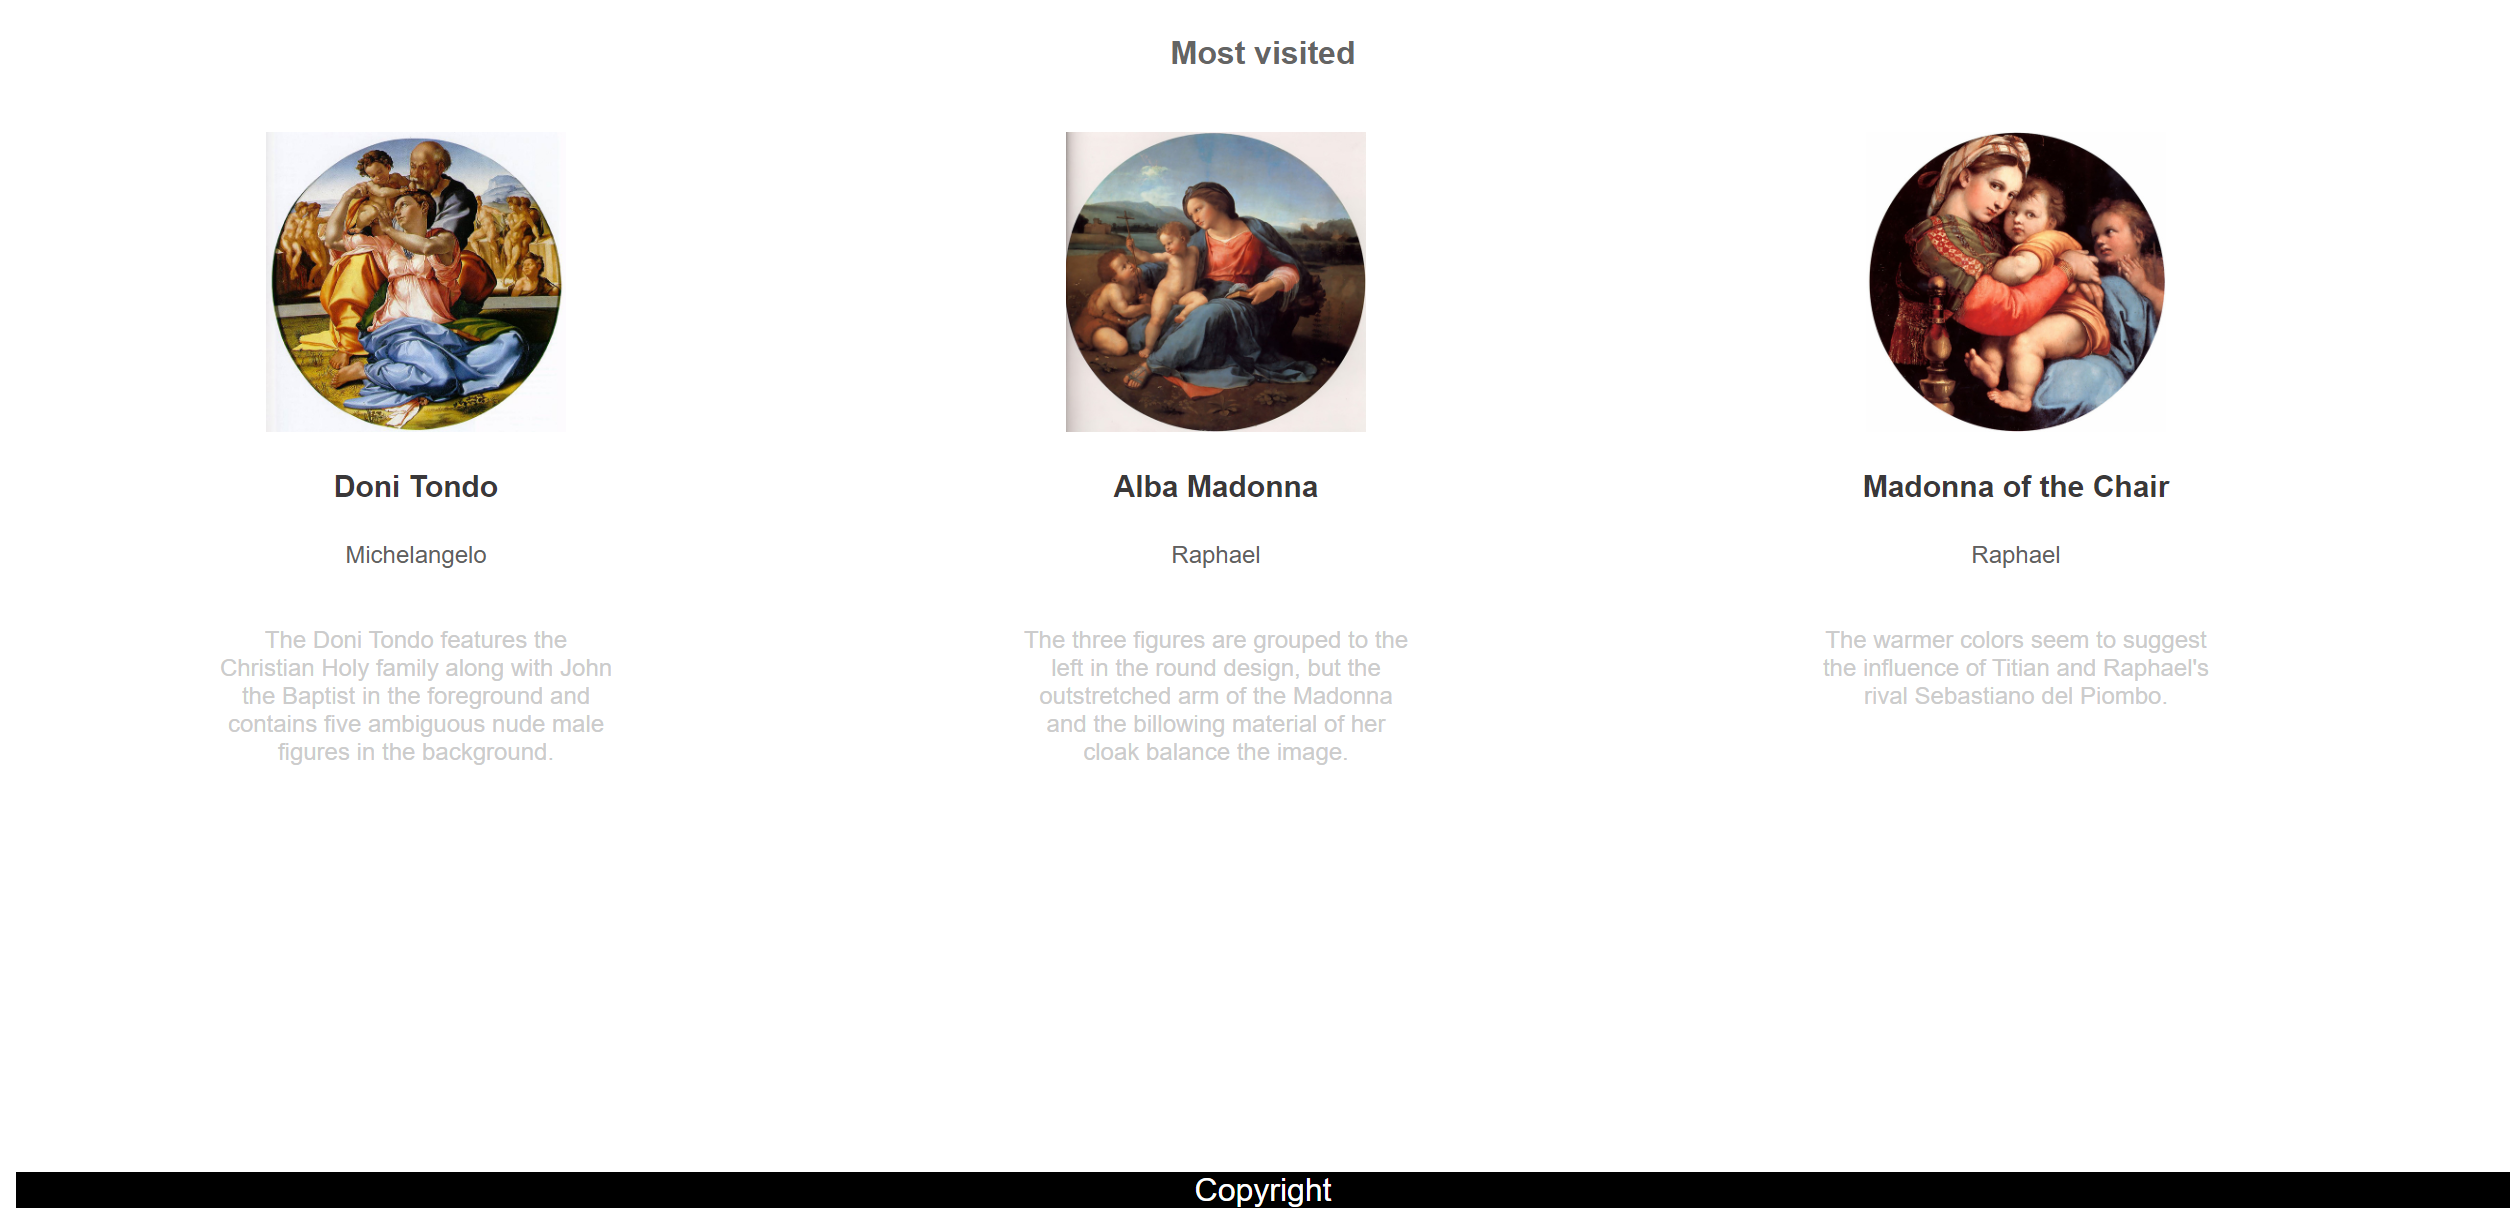 Most visited
Doni Tondo
Michelangelo
The Doni Tondo features the
Christian Holy family along with John
the Baptist in the foreground and
contains five ambiguous nude male
figures in the background.
Alba Madonna
Raphael
The three figures are grouped to the
left in the round design, but the
outstretched arm of the Madonna
and the billowing material of her
cloak balance the image.
Madonna of the Chair
Raphael
The warmer colors seem to suggest
the influence of Titian and Raphael's
rival Sebastiano del Piombo.
Copyright